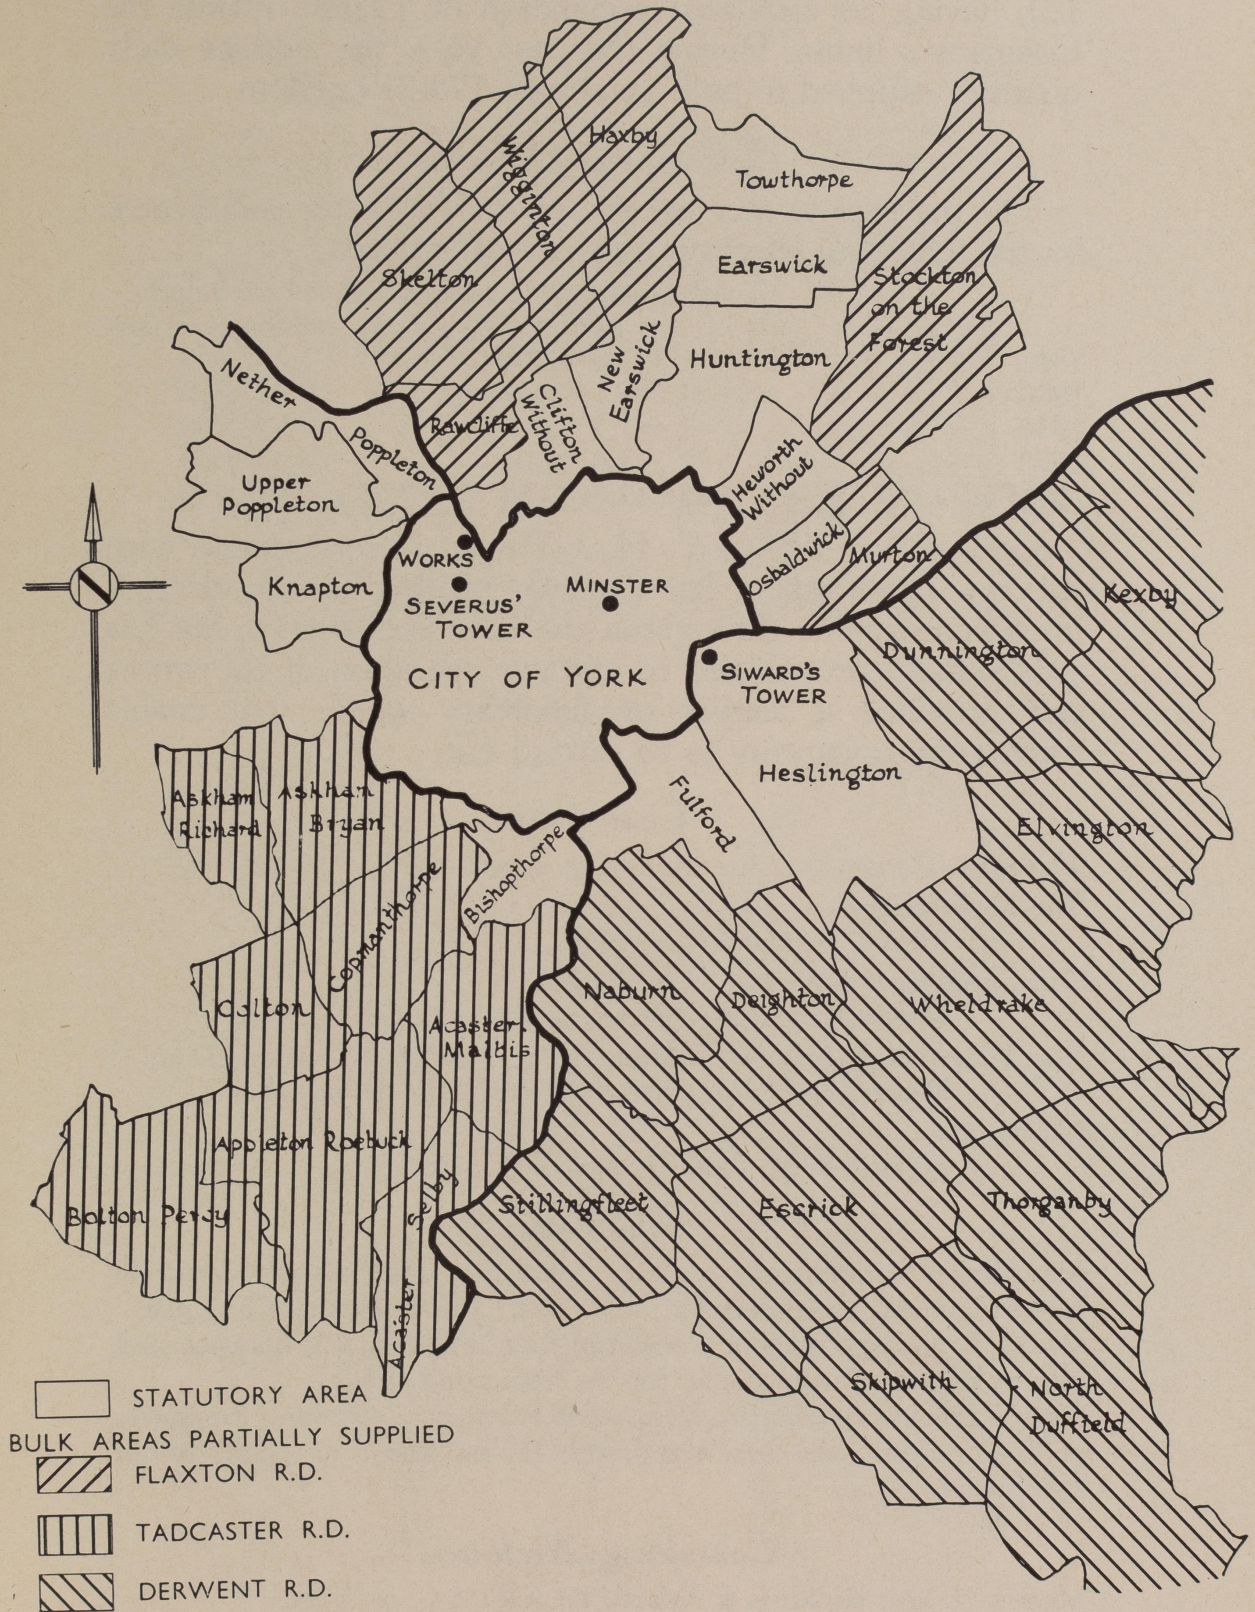 Haxby
Wigginton
Towthorpe
Skelton
Earswick
Stockton
on the
Forest
New
Earswick
Huntington
Nether
Poppleton
Rawcliffe
Clifton
Without
Upper
Poppleton
Heworth
Without
Osbaldwick
Murton
Knapton
WORKS
SEVERUS'
TOWER
MINSTER
CITY OF YORK
SIWARD'S
TOWER
Dunnington
Kexby
Heslington
Fulford
Elvington
Askham
Richard
Askham
Bryan
Copmanthorpe
Bishopthorpe
Colton
Acaster
Malbis
Naburn
Deighton
Wheldrake
Appleton Roebuck
Bolton Percy
Acaster
Selby
Stillingfleet
Escrick
Thorganby
Skipwith
North
Duffield
N
STATUTORY AREA
BULK AREAS PARTIALLY SUPPLIED
FLAXTON R.D.
TADCASTER R.D.
DERWENT R.D.